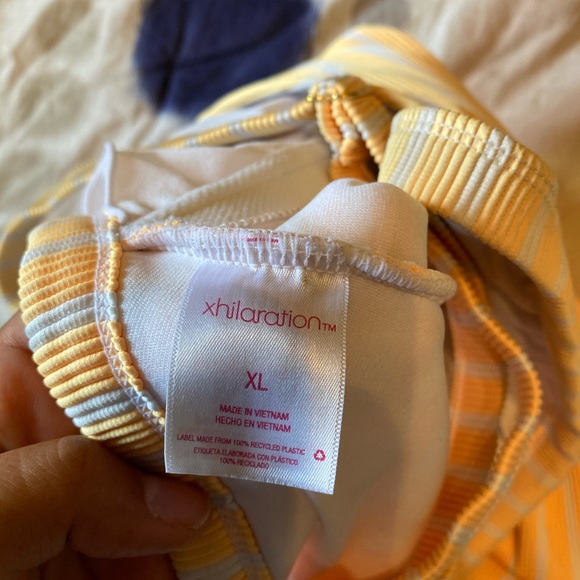 xhilaration™
XL
MADE IN VIETNAM
HECHO EN VIETNAM
LABEL MADE FROM 100% RECYCLED PLASTIC
ETIQUETA ELABORADA CON PLÁSTICO
100% RECICLADO